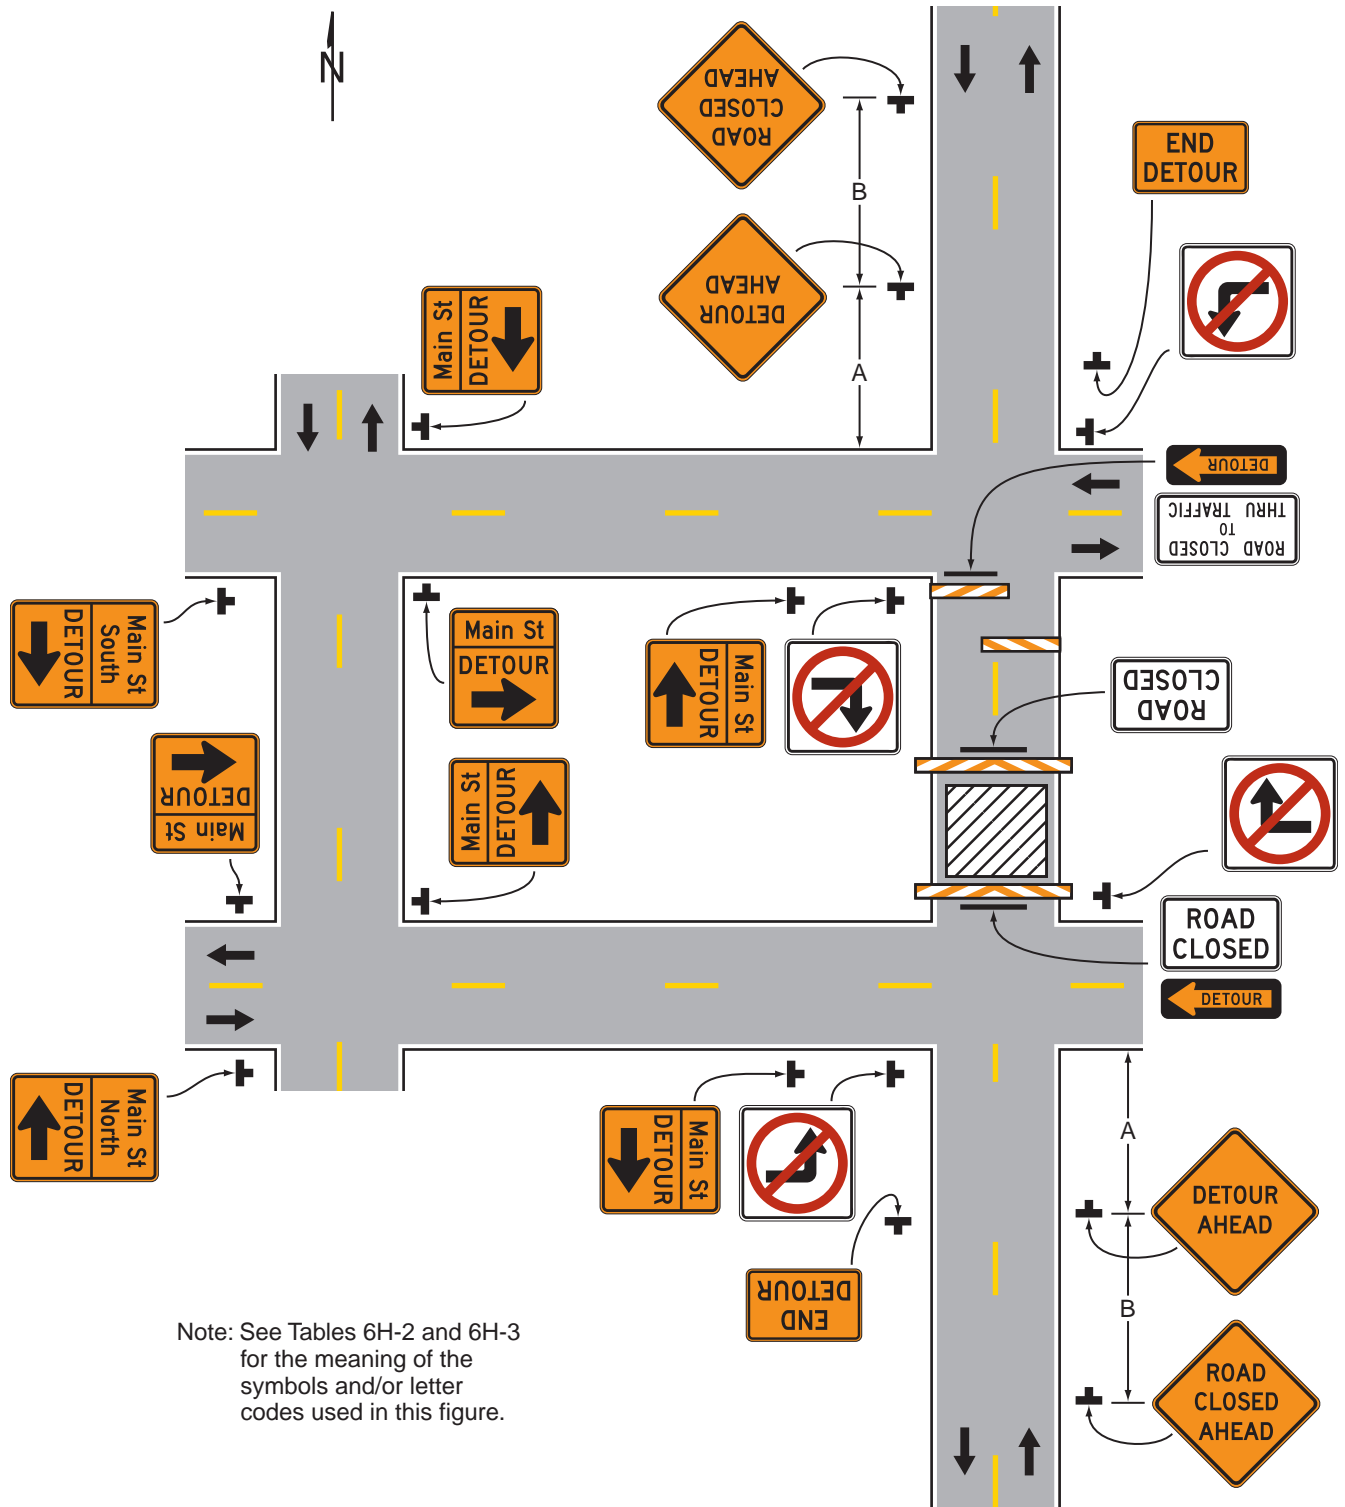 N
ROAD
CLOSED
AHEAD
B
DETOUR
AHEAD
A
END
DETOUR
Main St
DETOUR
DETOUR
ROAD CLOSED
TO
THRU TRAFFIC
Main St
South
DETOUR
Main St
DETOUR
Main St
DETOUR
ROAD
CLOSED
Main St
DETOUR
Main St
DETOUR
ROAD
CLOSED
DETOUR
Main St
North
DETOUR
Main St
DETOUR
A
DETOUR
AHEAD
END
DETOUR
B
ROAD
CLOSED
AHEAD
Note: See Tables 6H-2 and 6H-3
for the meaning of the
symbols and/or letter
codes used in this figure.